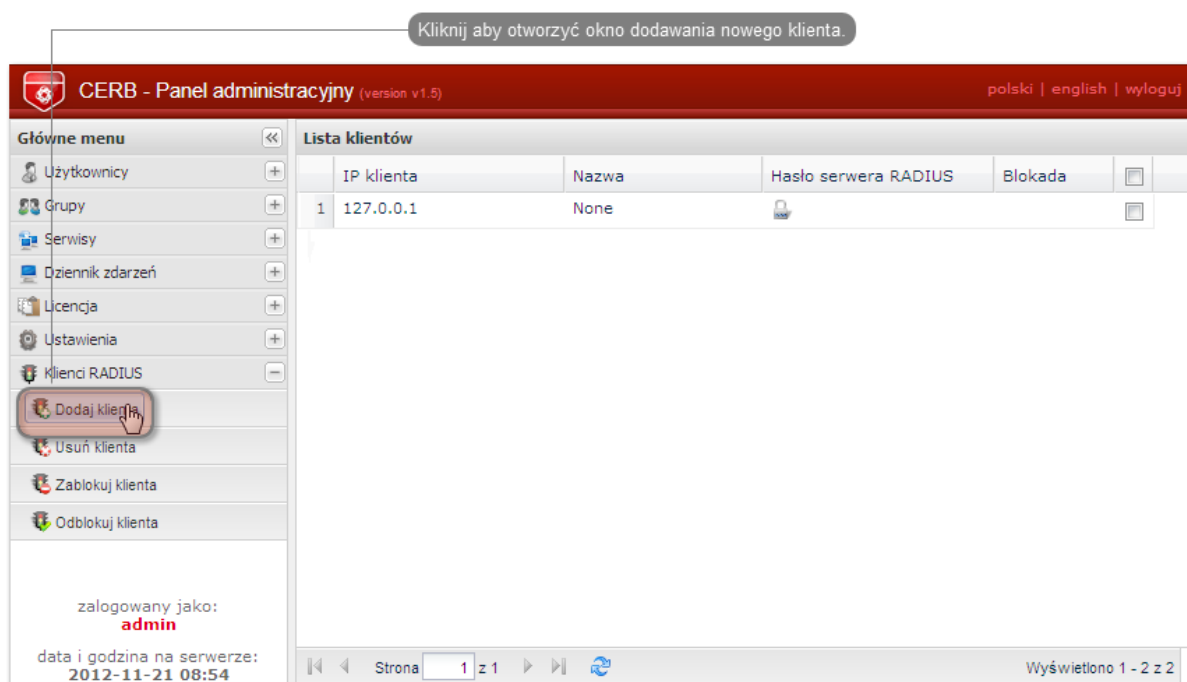 Kliknij aby otworzyć okno dodawania nowego klienta.
CERB - Panel administracyjny (version v1.5)
polski | english | wyloguj
Główne menu
Użytkownicy
Grupy
Serwisy
Dziennik zdarzeń
Licencja
Ustawienia
Klienci RADIUS
Dodaj klienta
Usuń klienta
Zablokuj klienta
Odblokuj klienta
zalogowany jako:
admin
data i godzina na serwerze:
2012-11-21 08:54
Lista klientów
IP klienta Nazwa Hasło serwera RADIUS Blokada
1 127.0.0.1 None
Strona 1 z 1
Wyświetlono 1 - 2 z 2